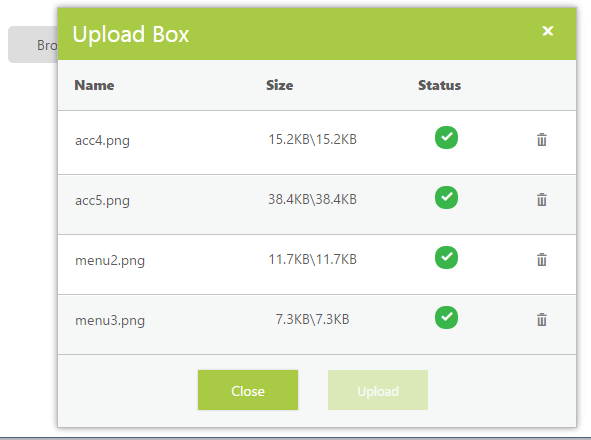 Bro
Upload Box ×
Name Size Status
acc4.png 15.2KB\15.2KB
acc5.png 38.4KB\38.4KB
menu2.png 11.7KB\11.7KB
menu3.png 7.3KB\7.3KB
Close Upload